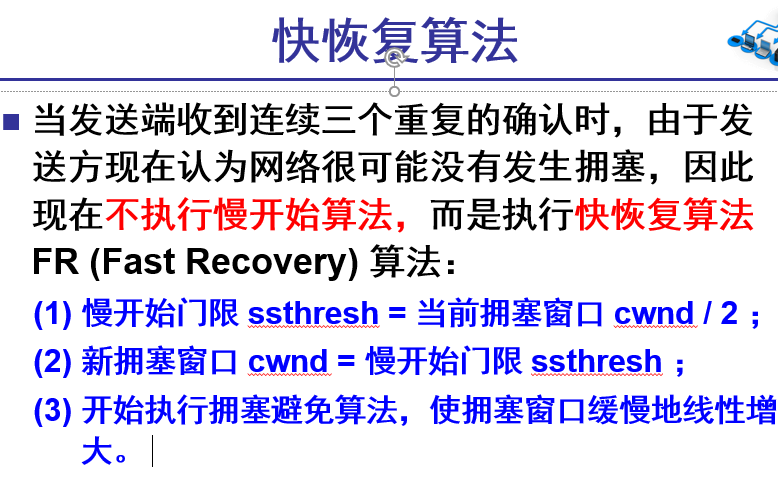 快恢复算法
当发送端收到连续三个重复的确认时，由于发
送方现在认为网络很可能没有发生拥塞，因此
现在不执行慢开始算法，而是执行快恢复算法
FR (Fast Recovery) 算法：
(1) 慢开始门限 ssthresh = 当前拥塞窗口 cwnd / 2 ；
(2) 新拥塞窗口 cwnd = 慢开始门限 ssthresh ；
(3) 开始执行拥塞避免算法，使拥塞窗口缓慢地线性增
大。